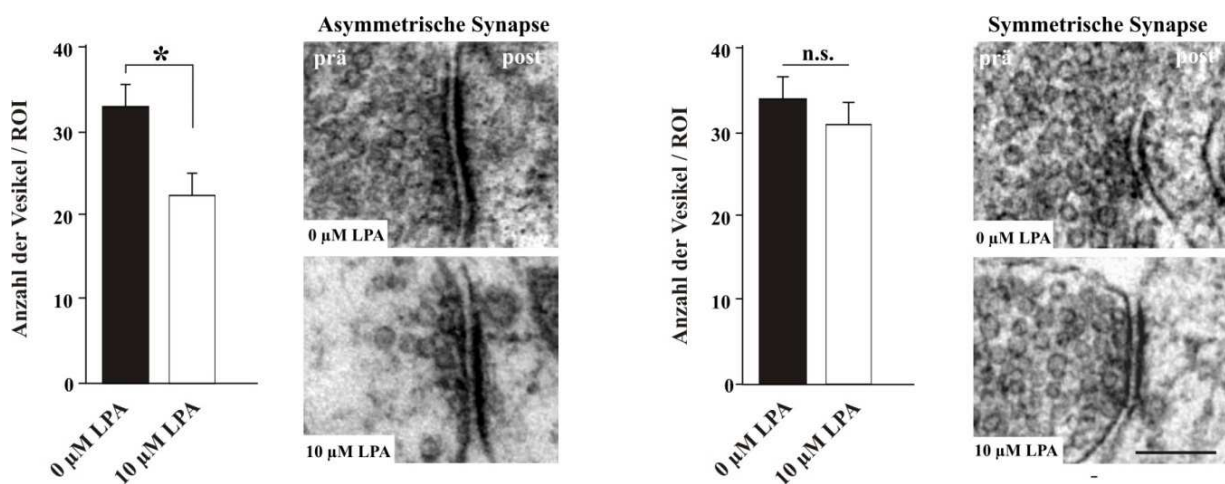 Asymmetrische Synapse
Anzahl der Vesikel / ROI
40
30
20
10
0
*
0 µM LPA
10 µM LPA
prä
post
0 µM LPA
10 µM LPA
Symmetrische Synapse
Anzahl der Vesikel / ROI
40
30
20
10
0
n.s.
0 µM LPA
10 µM LPA
prä
post
0 µM LPA
10 µM LPA